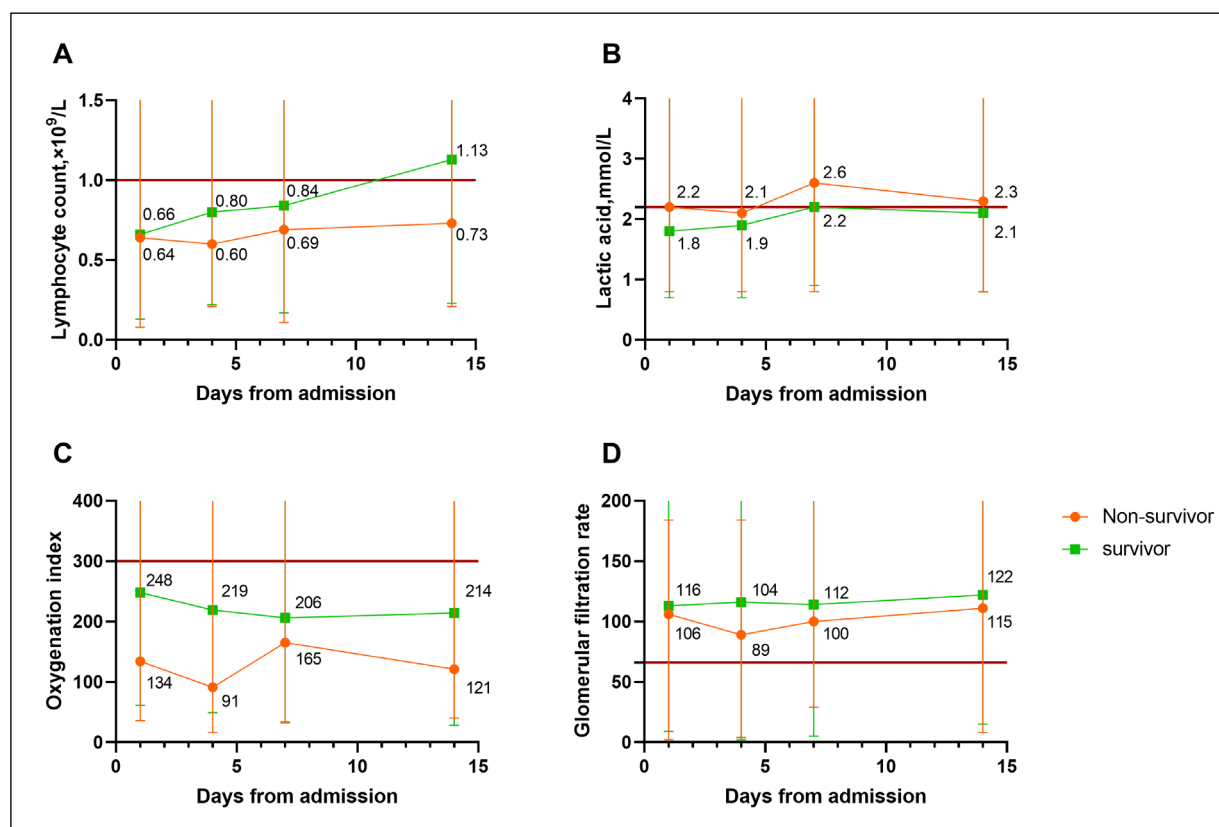 A
Lymphocyte count,×10⁹/L
1.5
1.0
0.5
0.0
0.66
0.80
0.84
1.13
0.64
0.60
0.69
0.73
0 5 10 15
Days from admission
B
Lactic acid,mmol/L
4
3
2
1
0
2.2
2.1
2.6
2.3
1.8
1.9
2.2
2.1
0 5 10 15
Days from admission
C
Oxygenation index
400
300
200
100
0
248
219
206
214
134
91
165
121
0 5 10 15
Days from admission
D
Glomerular filtration rate
200
150
100
50
0
116
104
112
122
106
89
100
115
0 5 10 15
Days from admission
Non-survivor
survivor